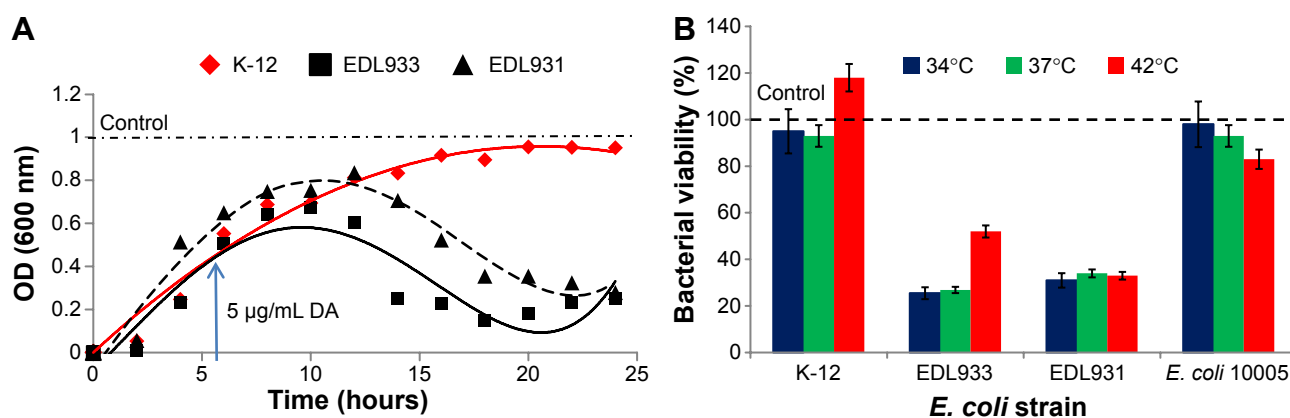 A
K-12 EDL933 EDL931
OD (600 nm)
1.2
1
0.8
0.6
0.4
0.2
0
Control
5 µg/mL DA
0 5 10 15 20 25
Time (hours)
B
Bacterial viability (%)
140
120
100
80
60
40
20
0
34°C 37°C 42°C
Control
K-12 EDL933 EDL931 E. coli 10005
E. coli strain